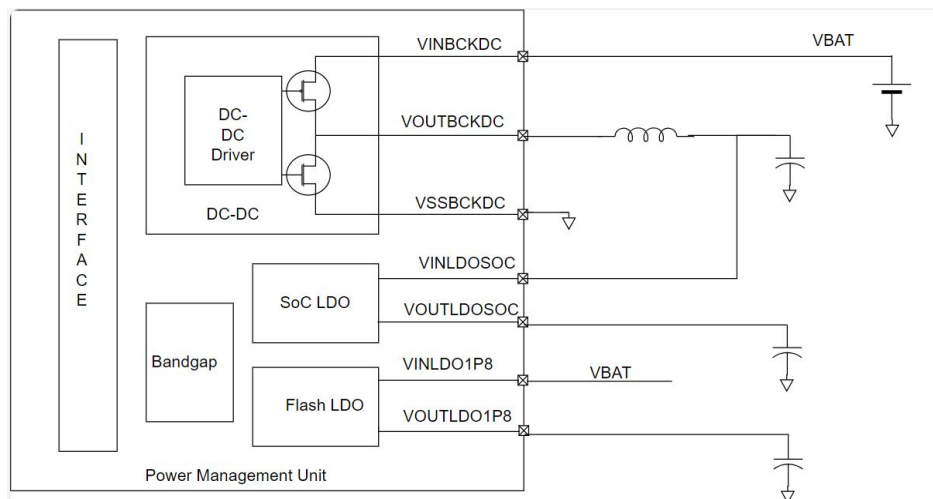 VINBCKDC
VBAT
I
N
T
E
R
F
A
C
E
DC-
DC
Driver
VOUTBCKDC
VSSBCKDC
DC-DC
VINLDOSOC
SoC LDO
VOUTLDOSOC
Bandgap
VINLDO1P8
VBAT
Flash LDO
VOUTLDO1P8
Power Management Unit